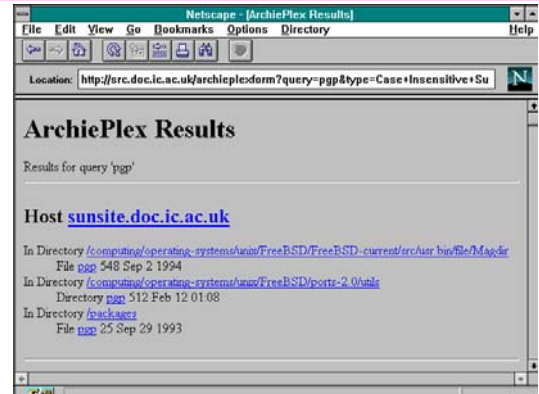 Netscape - [ArchiePlex Results]
File Edit View Go Bookmarks Options Directory Help
Location: http://src.doc.ic.ac.uk/archieplexform?query=pgp&type=Case+Insensitive+Su
N
ArchiePlex Results
Results for query 'pgp'
Host sunsite.doc.ic.ac.uk
In Directory /computing/operating-systems/unix/FreeBSD/FreeBSD-current/src/usr.bin/file/Magdir
File pgp 548 Sep 2 1994
In Directory /computing/operating-systems/unix/FreeBSD/ports-2.0/utils
Directory pgp 512 Feb 12 01:08
In Directory /packages
File pgp 25 Sep 29 1993